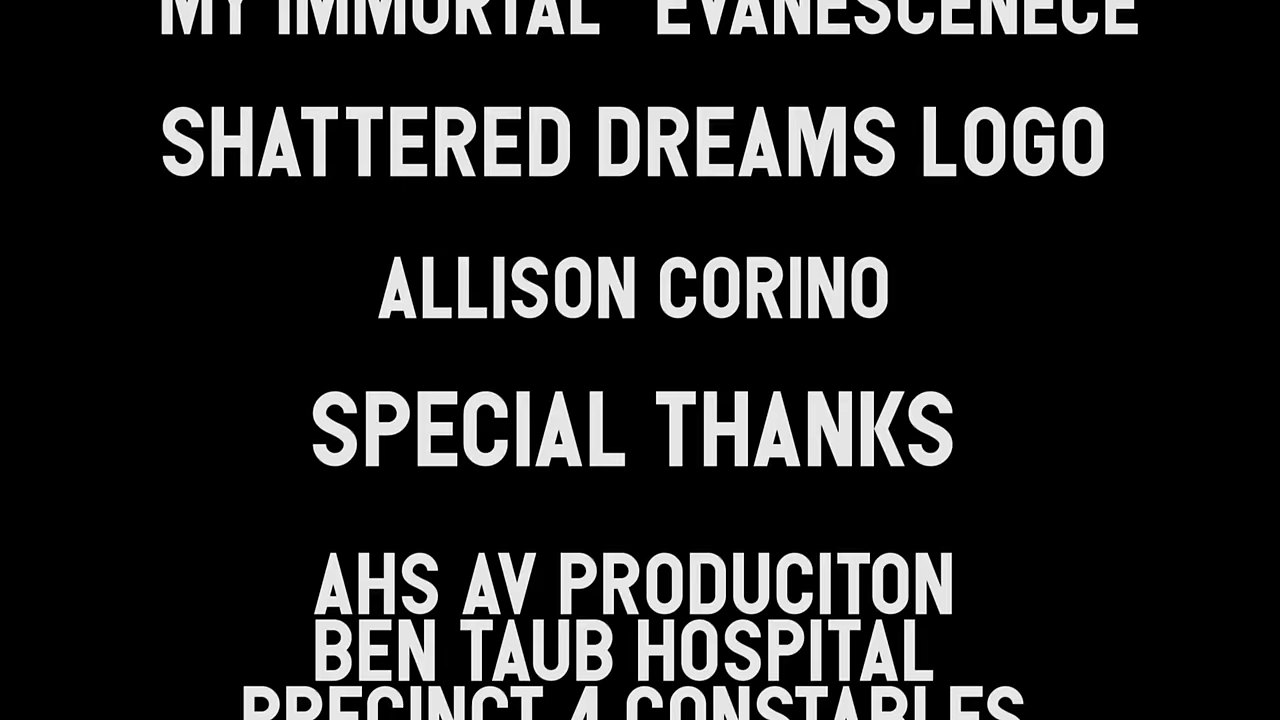 MY IMMORTAL EVANESCENECE
SHATTERED DREAMS LOGO
ALLISON CORINO
SPECIAL THANKS
AHS AV PRODUCITON
BEN TAUB HOSPITAL
PRECINCT 4 CONSTABLES